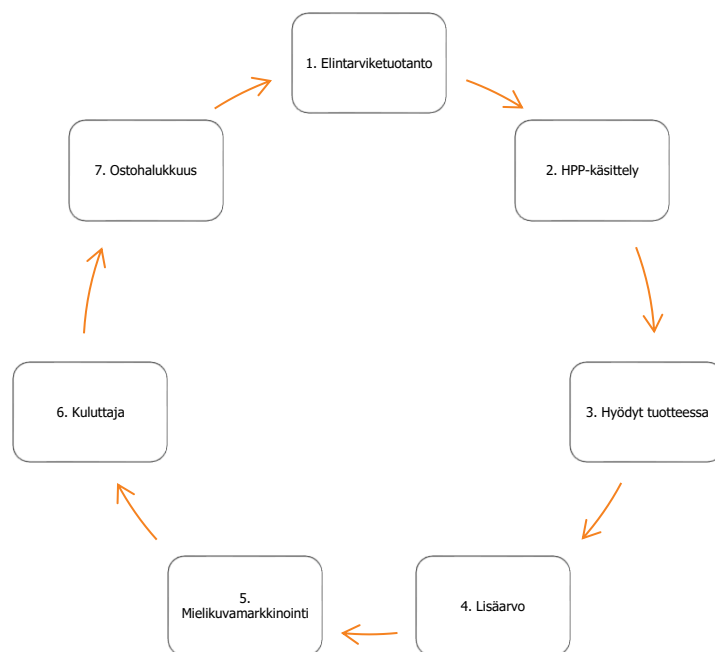 1. Elintarviketuotanto
2. HPP-käsittely
3. Hyödyt tuotteessa
4. Lisäarvo
5.
Mielikuvamarkkinointi
6. Kuluttaja
7. Ostohalukkuus